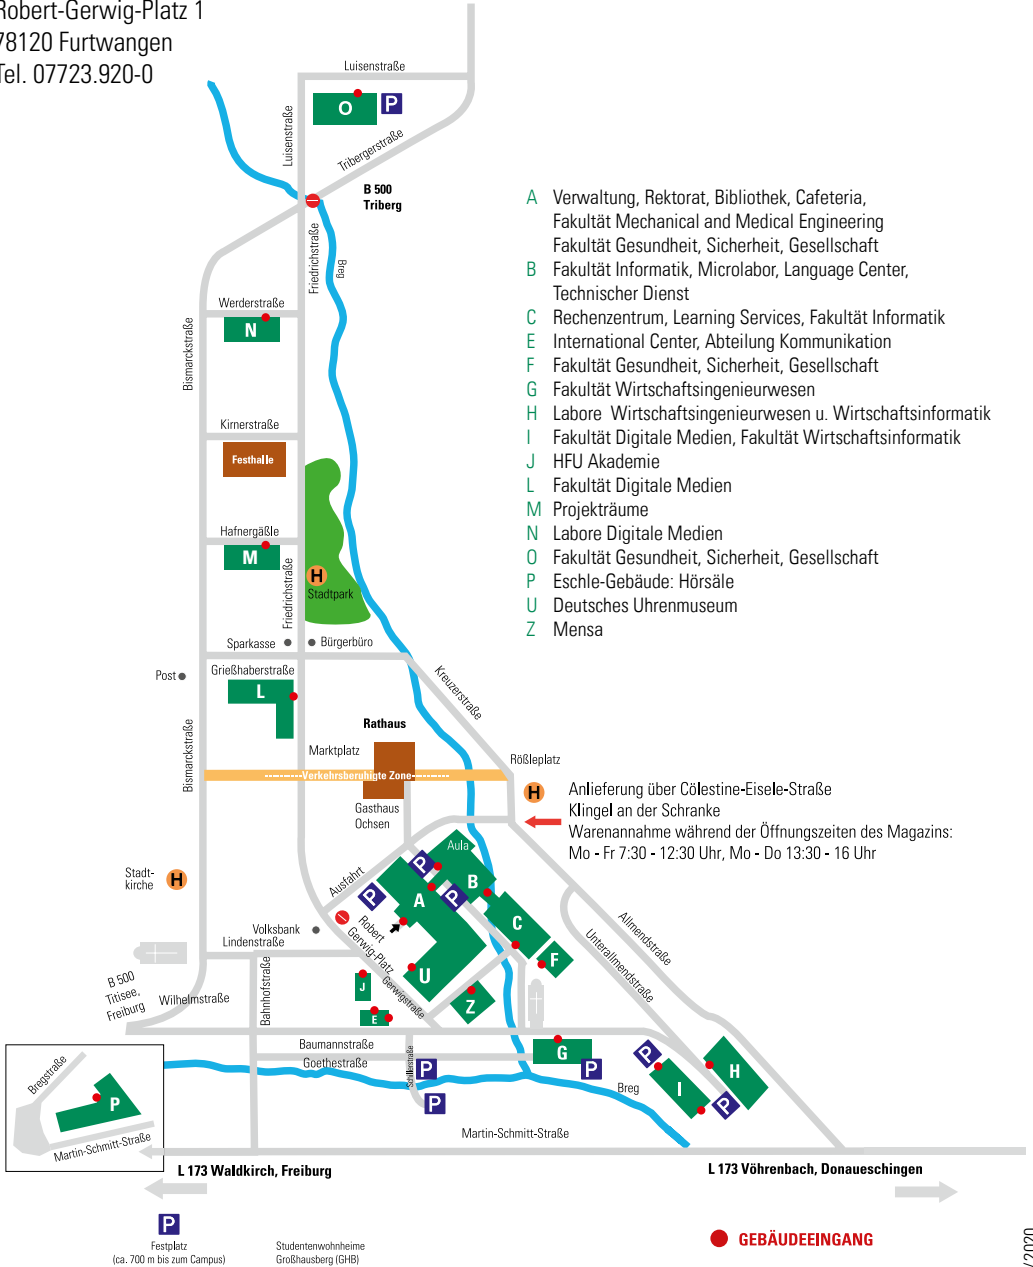 Robert-Gerwig-Platz 1
78120 Furtwangen
Tel. 07723.920-0
Luisenstraße
O
P
Luisenstraße
Tribergerstraße
B 500
Triberg
Friedrichstraße
Breg
Werderstraße
N
Bismarckstraße
Kirnerstraße
Festhalle
Hafnergäßle
M
Friedrichstraße
H
Stadtpark
Sparkasse
Bürgerbüro
Post
Grießhaberstraße
L
Kreuzerstraße
Bismarckstraße
Rathaus
Marktplatz
Rößleplatz
Verkehrsberuhigte Zone
Gasthaus
Ochsen
A Verwaltung, Rektorat, Bibliothek, Cafeteria,
Fakultät Mechanical and Medical Engineering
Fakultät Gesundheit, Sicherheit, Gesellschaft
B Fakultät Informatik, Microlabor, Language Center,
Technischer Dienst
C Rechenzentrum, Learning Services, Fakultät Informatik
E International Center, Abteilung Kommunikation
F Fakultät Gesundheit, Sicherheit, Gesellschaft
G Fakultät Wirtschaftsingenieurwesen
H Labore Wirtschaftsingenieurwesen u. Wirtschaftsinformatik
I Fakultät Digitale Medien, Fakultät Wirtschaftsinformatik
J HFU Akademie
L Fakultät Digitale Medien
M Projekträume
N Labore Digitale Medien
O Fakultät Gesundheit, Sicherheit, Gesellschaft
P Eschle-Gebäude: Hörsäle
U Deutsches Uhrenmuseum
Z Mensa
H
Anlieferung über Cölestine-Eisele-Straße
Klingel an der Schranke
Warenannahme während der Öffnungszeiten des Magazins:
Mo - Fr 7:30 - 12:30 Uhr, Mo - Do 13:30 - 16 Uhr
Aula
P
B
Ausfahrt
P
A
P
Stadt-
kirche
H
Robert
Gerwig-Platz
C
Allmendstraße
Unterallmendstraße
Volksbank
Lindenstraße
F
U
B 500
Titisee,
Freiburg
Wilhelmstraße
Bahnhofstraße
J
E
Gerwigstraße
Z
Baumannstraße
Goethestraße
Schillerstraße
P
P
G
P
P
H
I
P
Breg
Bregstraße
P
Martin-Schmitt-Straße
Martin-Schmitt-Straße
L 173 Waldkirch, Freiburg
L 173 Vöhrenbach, Donaueschingen
P
Festplatz
(ca. 700 m bis zum Campus)
Studentenwohnheime
Großhausberg (GHB)
GEBÄUDEEINGANG
/2020